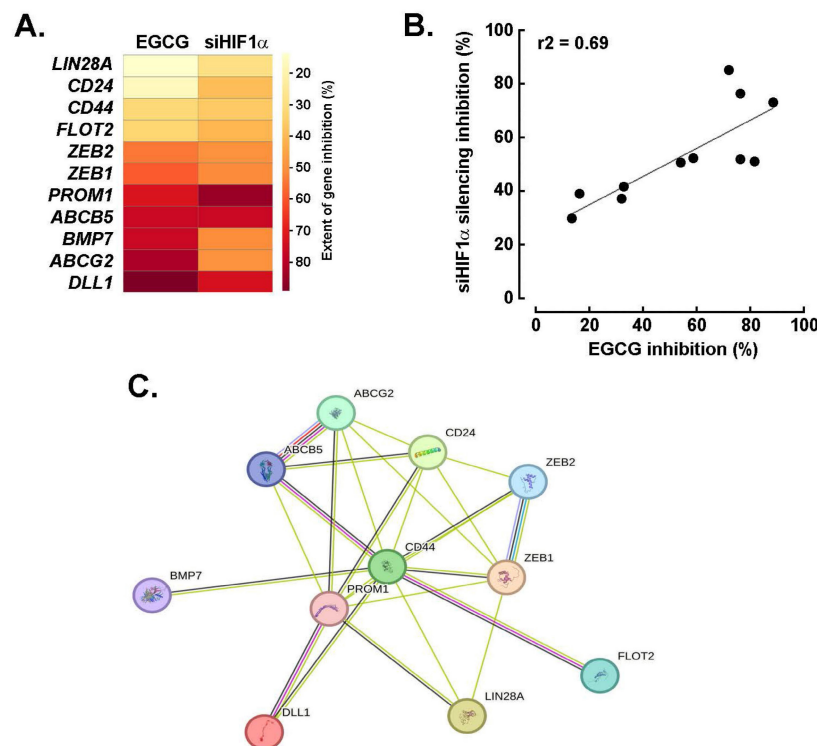 A.
EGCG siHIF1α
LIN28A
CD24
CD44
FLOT2
ZEB2
ZEB1
PROM1
ABCB5
BMP7
ABCG2
DLL1
20
30
40
50
60
70
80
Extent of gene inhibition (%)
B.
r2 = 0.69
siHIF1α silencing inhibition (%)
100
80
60
40
20
0
0 20 40 60 80 100
EGCG inhibition (%)
C.
ABCG2
CD24
ABCB5
ZEB2
CD44
ZEB1
BMP7
PROM1
FLOT2
LIN28A
DLL1